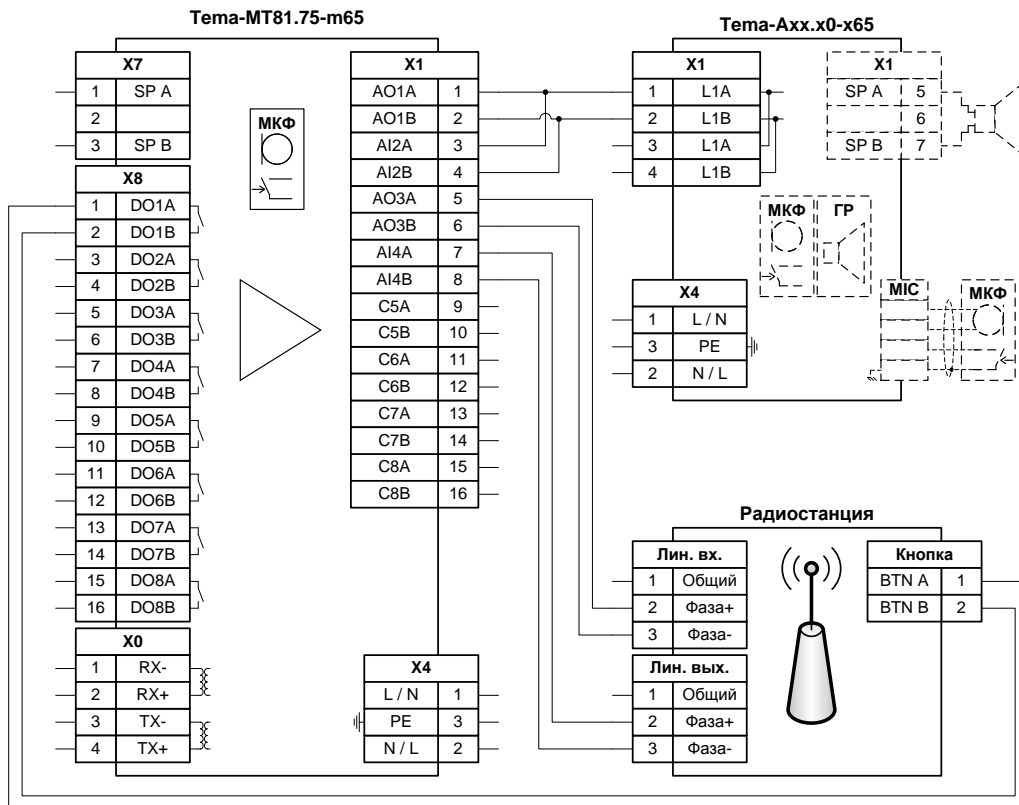 Tema-MT81.75-m65
X7
1 SP A
2
3 SP B
X8
1 DO1A
2 DO1B
3 DO2A
4 DO2B
5 DO3A
6 DO3B
7 DO4A
8 DO4B
9 DO5A
10 DO5B
11 DO6A
12 DO6B
13 DO7A
14 DO7B
15 DO8A
16 DO8B
X0
1 RX-
2 RX+
3 TX-
4 TX+
МКФ
X1
AO1A 1
AO1B 2
AI2A 3
AI2B 4
AO3A 5
AO3B 6
AI4A 7
AI4B 8
C5A 9
C5B 10
C6A 11
C6B 12
C7A 13
C7B 14
C8A 15
C8B 16
X4
L / N 1
PE 3
N / L 2
Tema-Axx.x0-x65
X1
1 L1A
2 L1B
3 L1A
4 L1B
X1
SP A 5
6
SP B 7
МКФ
ГР
X4
1 L / N
3 PE
2 N / L
MIC
МКФ
Радиостанция
Лин. вх.
1 Общий
2 Фаза+
3 Фаза-
Лин. вых.
1 Общий
2 Фаза+
3 Фаза-
Кнопка
BTN A 1
BTN B 2